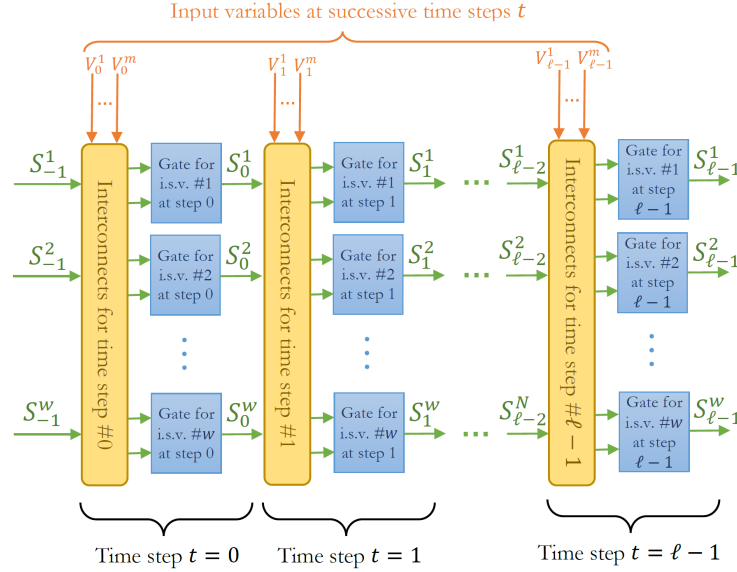 Input variables at successive time steps t
V_0^1 V_0^m V_1^1 V_1^m V_{ℓ-1}^1 V_{ℓ-1}^m
... ... ...
S_{-1}^1
Interconnects for time step #0
Gate for
i.s.v. #1
at step 0
S_0^1
Interconnects for time step #1
Gate for
i.s.v. #1
at step 1
S_1^1
...
S_{ℓ-2}^1
Interconnects for time step #ℓ − 1
Gate for
i.s.v. #1
at step
ℓ − 1
S_{ℓ-1}^1
S_{-1}^2
Gate for
i.s.v. #2
at step 0
S_0^2
Gate for
i.s.v. #2
at step 1
S_1^2
...
S_{ℓ-2}^2
Gate for
i.s.v. #2
at step
ℓ − 1
S_{ℓ-1}^2
S_{-1}^w
Gate for
i.s.v. #w
at step 0
S_0^w
Gate for
i.s.v. #w
at step 1
S_1^w
...
S_{ℓ-2}^N
Gate for
i.s.v. #w
at step
ℓ − 1
S_{ℓ-1}^w
Time step t = 0
Time step t = 1
Time step t = ℓ − 1